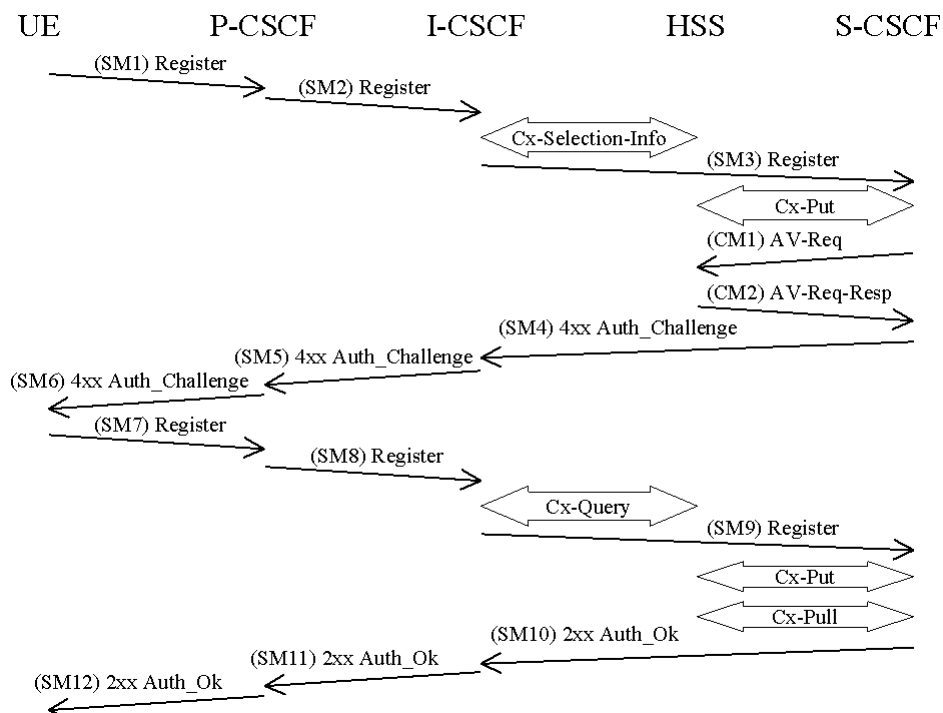 UE P-CSCF I-CSCF HSS S-CSCF
(SM1) Register
(SM2) Register
Cx-Selection-Info
(SM3) Register
Cx-Put
(CM1) AV-Req
(CM2) AV-Req-Resp
(SM4) 4xx Auth_Challenge
(SM5) 4xx Auth_Challenge
(SM6) 4xx Auth_Challenge
(SM7) Register
(SM8) Register
Cx-Query
(SM9) Register
Cx-Put
Cx-Pull
(SM10) 2xx Auth_Ok
(SM11) 2xx Auth_Ok
(SM12) 2xx Auth_Ok